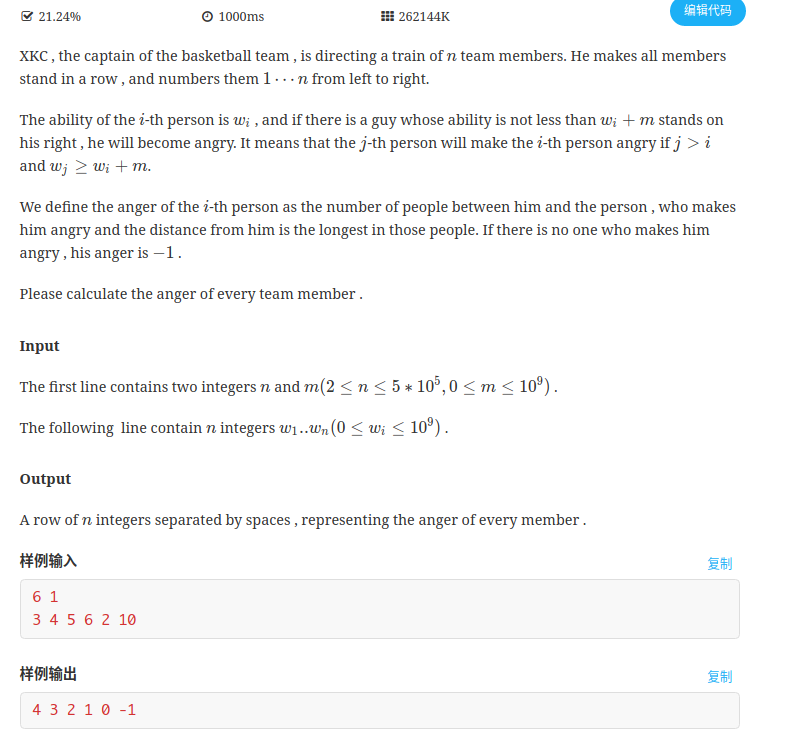 21.24% 1000ms 262144K 编辑代码
XKC , the captain of the basketball team , is directing a train of n team members. He makes all members
stand in a row , and numbers them 1 ⋯ n from left to right.
The ability of the i-th person is w_i , and if there is a guy whose ability is not less than w_i + m stands on
his right , he will become angry. It means that the j-th person will make the i-th person angry if j > i
and w_j ≥ w_i + m.
We define the anger of the i-th person as the number of people between him and the person , who makes
him angry and the distance from him is the longest in those people. If there is no one who makes him
angry , his anger is −1 .
Please calculate the anger of every team member .
Input
The first line contains two integers n and m(2 ≤ n ≤ 5 * 10^5, 0 ≤ m ≤ 10^9) .
The following line contain n integers w_1..w_n(0 ≤ w_i ≤ 10^9) .
Output
A row of n integers separated by spaces , representing the anger of every member .
样例输入 复制
6 1
3 4 5 6 2 10
样例输出 复制
4 3 2 1 0 -1